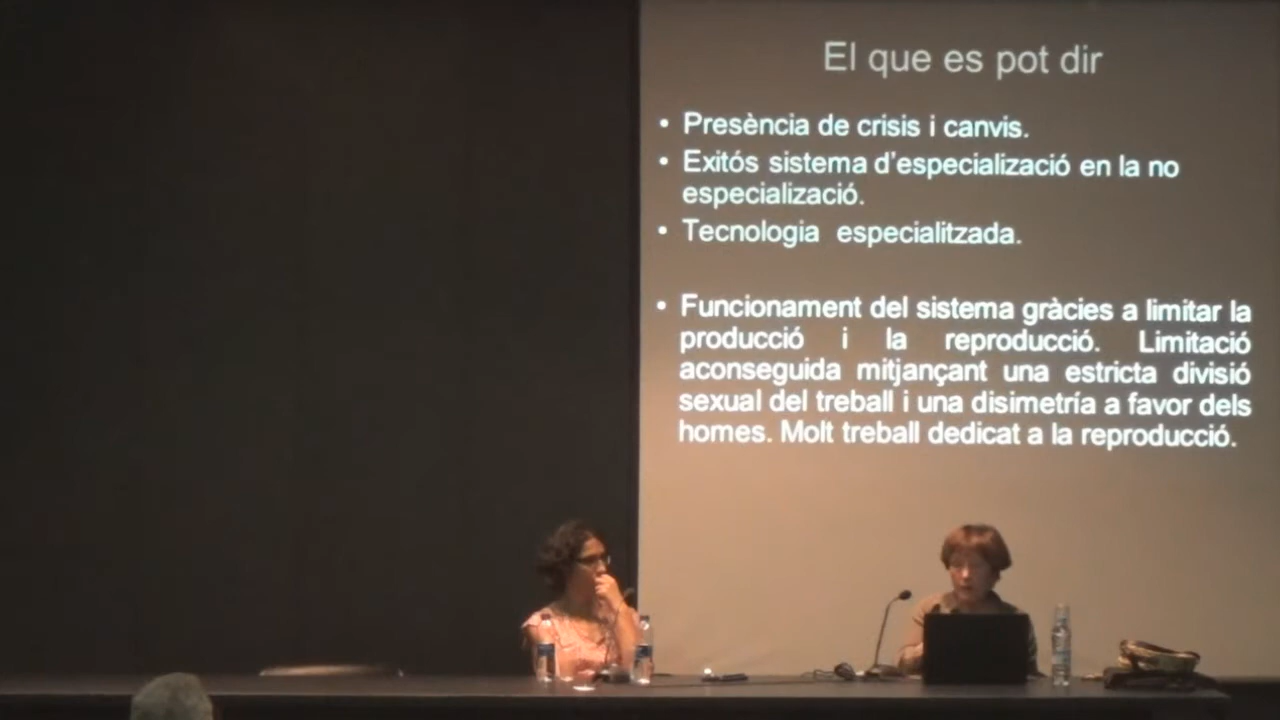 El que es pot dir
• Presència de crisis i canvis.
• Exitós sistema d'especializació en la no
especializació.
• Tecnologia especialitzada.
• Funcionament del sistema gràcies a limitar la
producció i la reproducció. Limitació
aconseguida mitjançant una estricta divisió
sexual del treball i una disimetría a favor dels
homes. Molt treball dedicat a la reproducció.